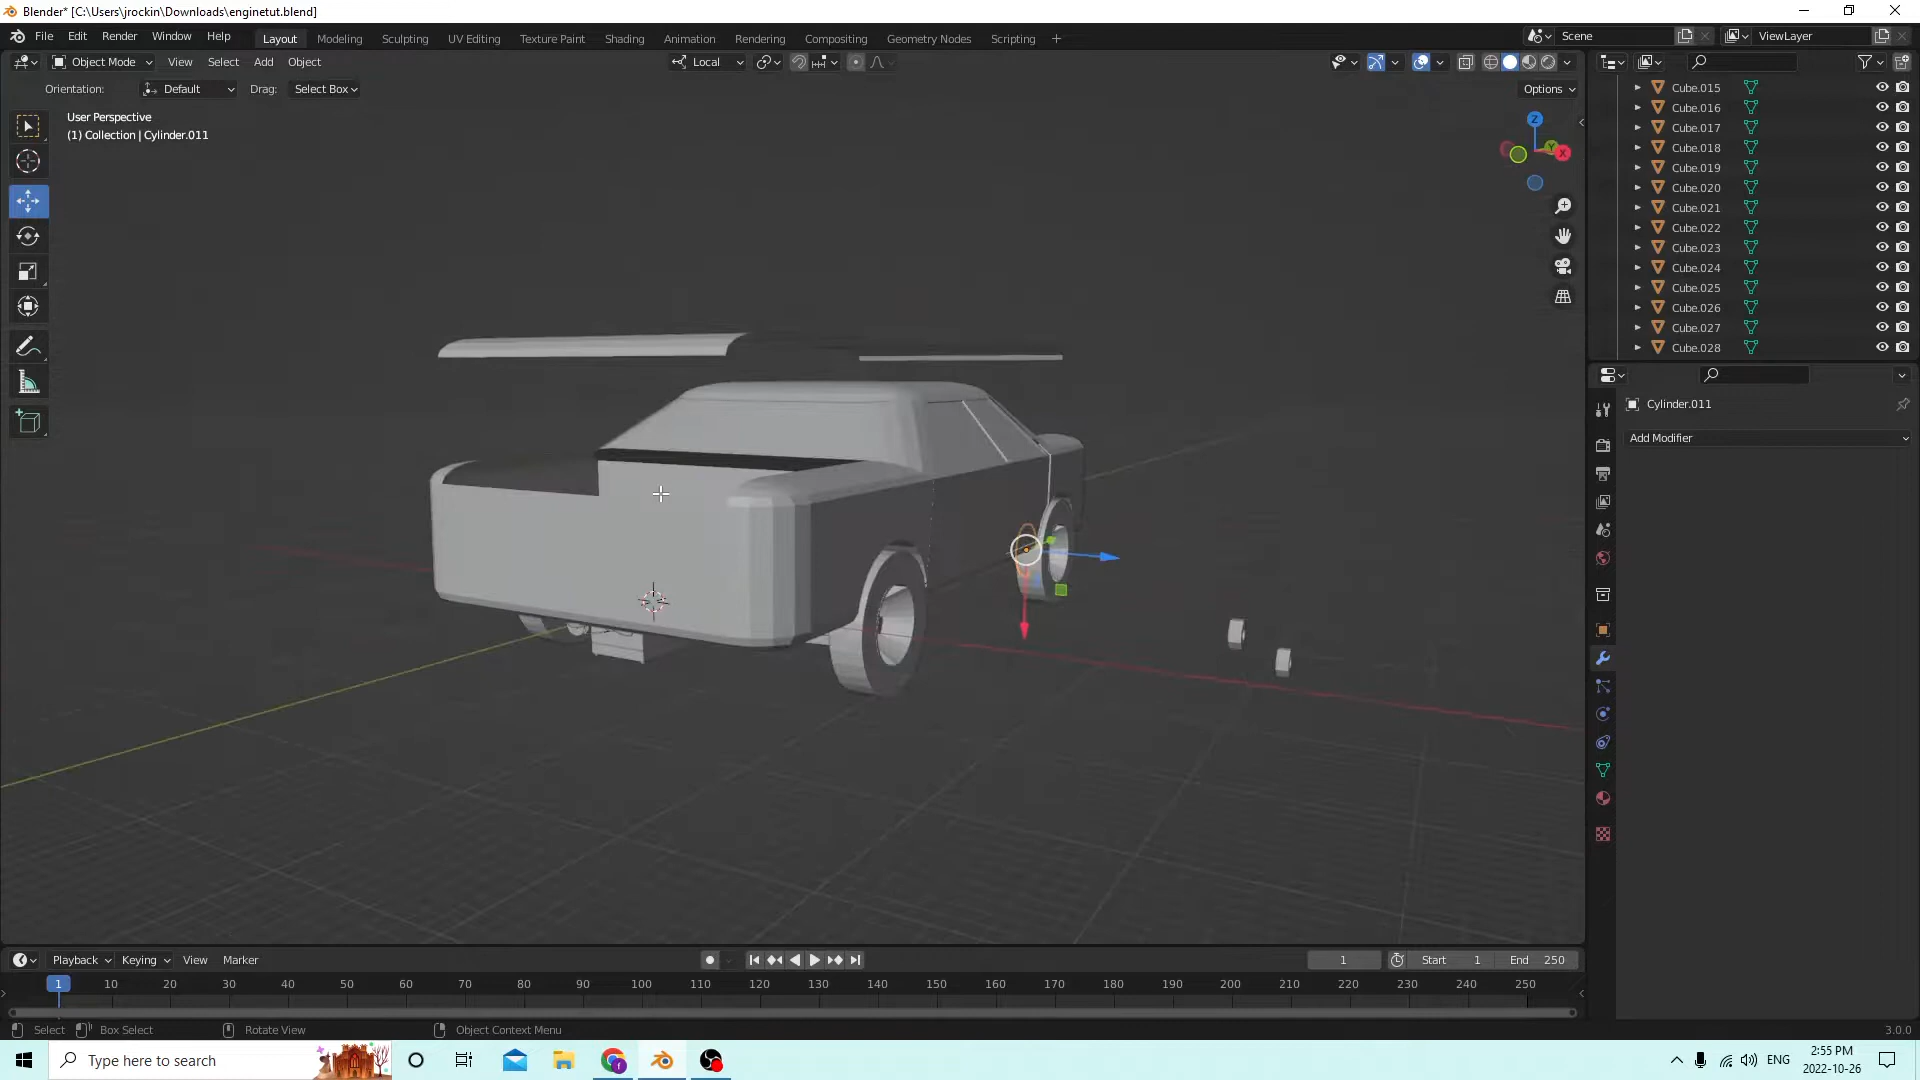 Blender* [C:\Users\jrockin\Downloads\enginetut.blend]
File Edit Render Window Help Layout Modeling Sculpting UV Editing Texture Paint Shading Animation Rendering Compositing Geometry Nodes Scripting + Scene ViewLayer
Object Mode View Select Add Object Local
Orientation: Default Drag: Select Box Options
User Perspective
(1) Collection | Cylinder.011
Z
Y
X
Cube.015
Cube.016
Cube.017
Cube.018
Cube.019
Cube.020
Cube.021
Cube.022
Cube.023
Cube.024
Cube.025
Cube.026
Cube.027
Cube.028
Cylinder.011
Add Modifier
Playback Keying View Marker 1 Start 1 End 250
1 10 20 30 40 50 60 70 80 90 100 110 120 130 140 150 160 170 180 190 200 210 220 230 240 250
Select Box Select Rotate View Object Context Menu 3.0.0
Type here to search
ENG
2:55 PM
2022-10-26